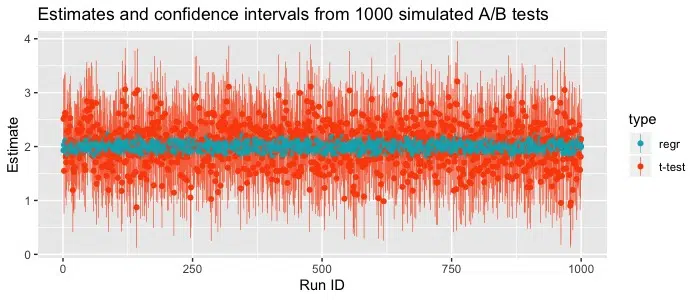 Estimates and confidence intervals from 1000 simulated A/B tests
4
3
2
1
0
Estimate
0 250 500 750 1000
Run ID
type
regr
t-test